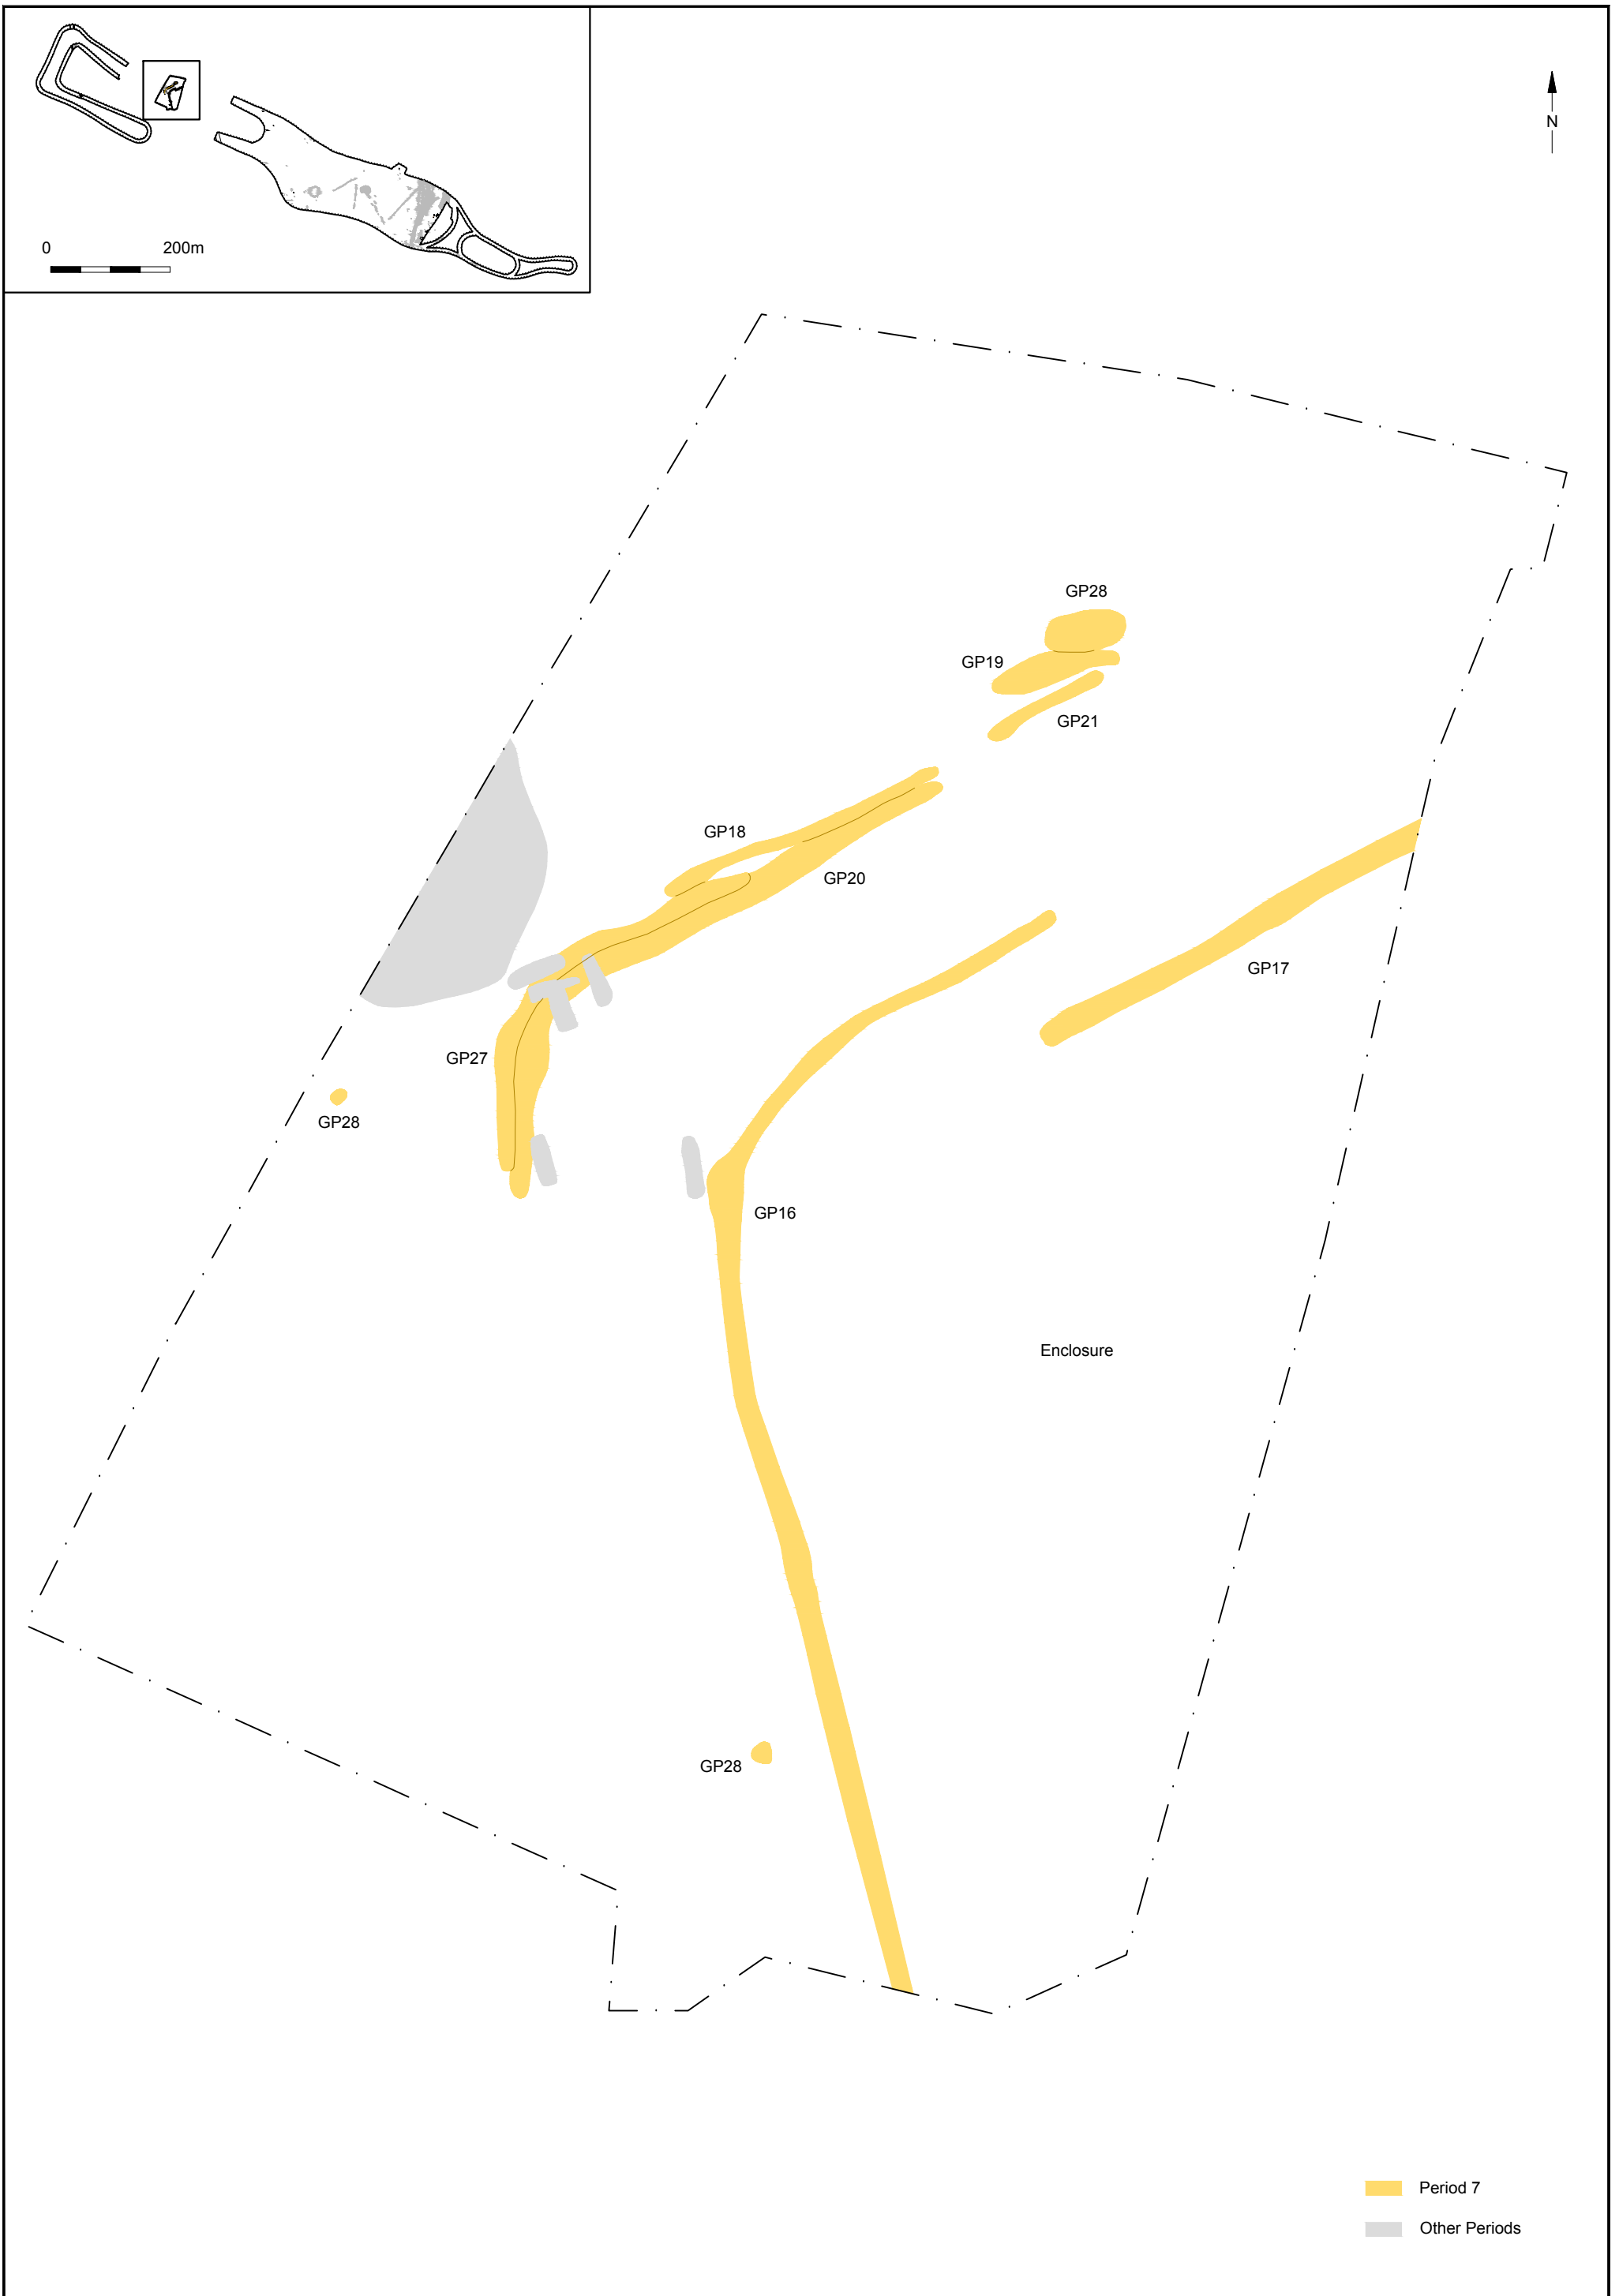 0 200m
N
GP28
GP19
GP21
GP18
GP20
GP17
GP27
GP28
GP16
Enclosure
GP28
Period 7
Other Periods